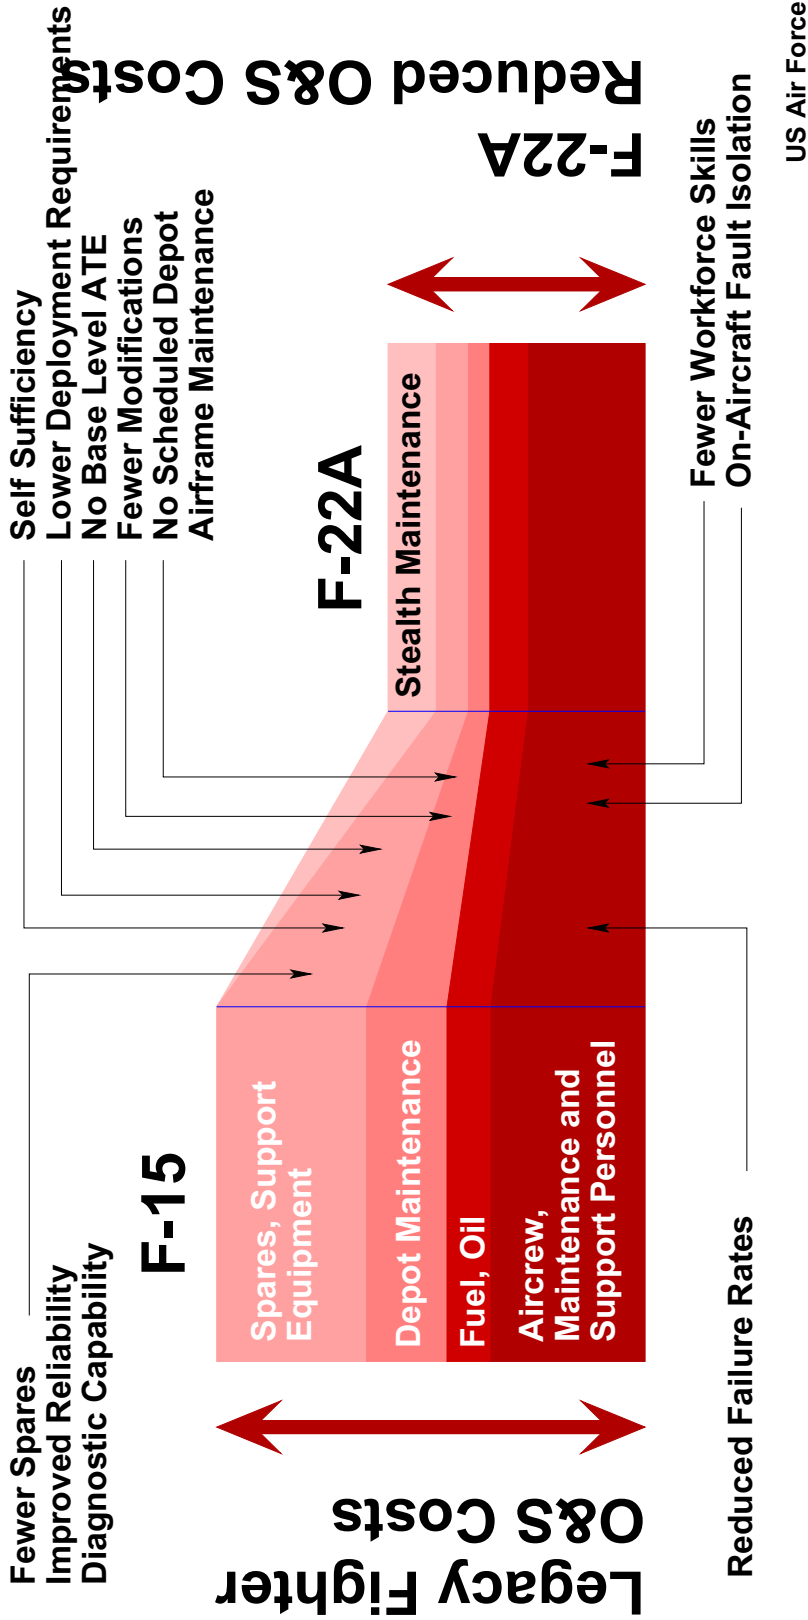 Legacy Fighter
O&S Costs
Fewer Spares
Improved Reliability
Diagnostic Capability
F-15
Spares, Support
Equipment
Depot Maintenance
Fuel, Oil
Aircrew,
Maintenance and
Support Personnel
Reduced Failure Rates
Self Sufficiency
Lower Deployment Requirements
No Base Level ATE
Fewer Modifications
No Scheduled Depot
Airframe Maintenance
F-22A
Stealth Maintenance
Fewer Workforce Skills
On-Aircraft Fault Isolation
F-22A
Reduced O&S Costs
US Air Force